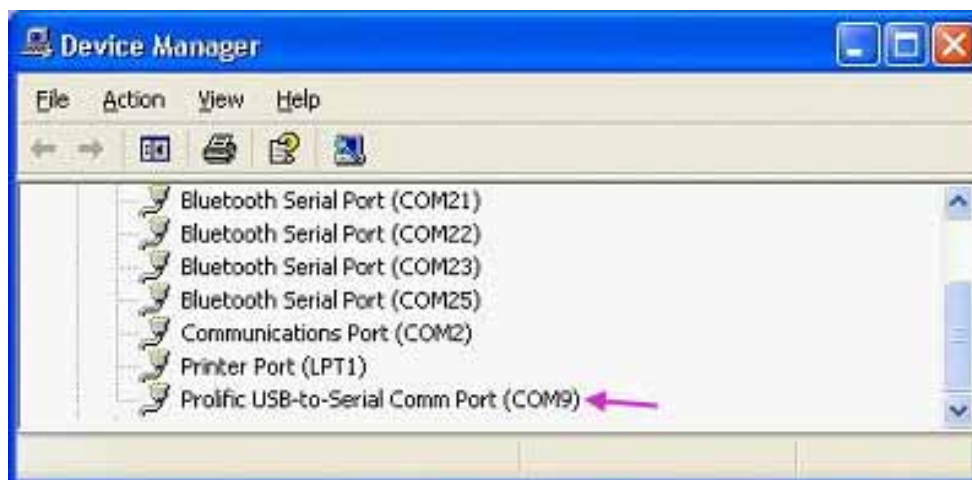 Device Manager
File Action View Help
Bluetooth Serial Port (COM21)
Bluetooth Serial Port (COM22)
Bluetooth Serial Port (COM23)
Bluetooth Serial Port (COM25)
Communications Port (COM2)
Printer Port (LPT1)
Prolific USB-to-Serial Comm Port (COM9)